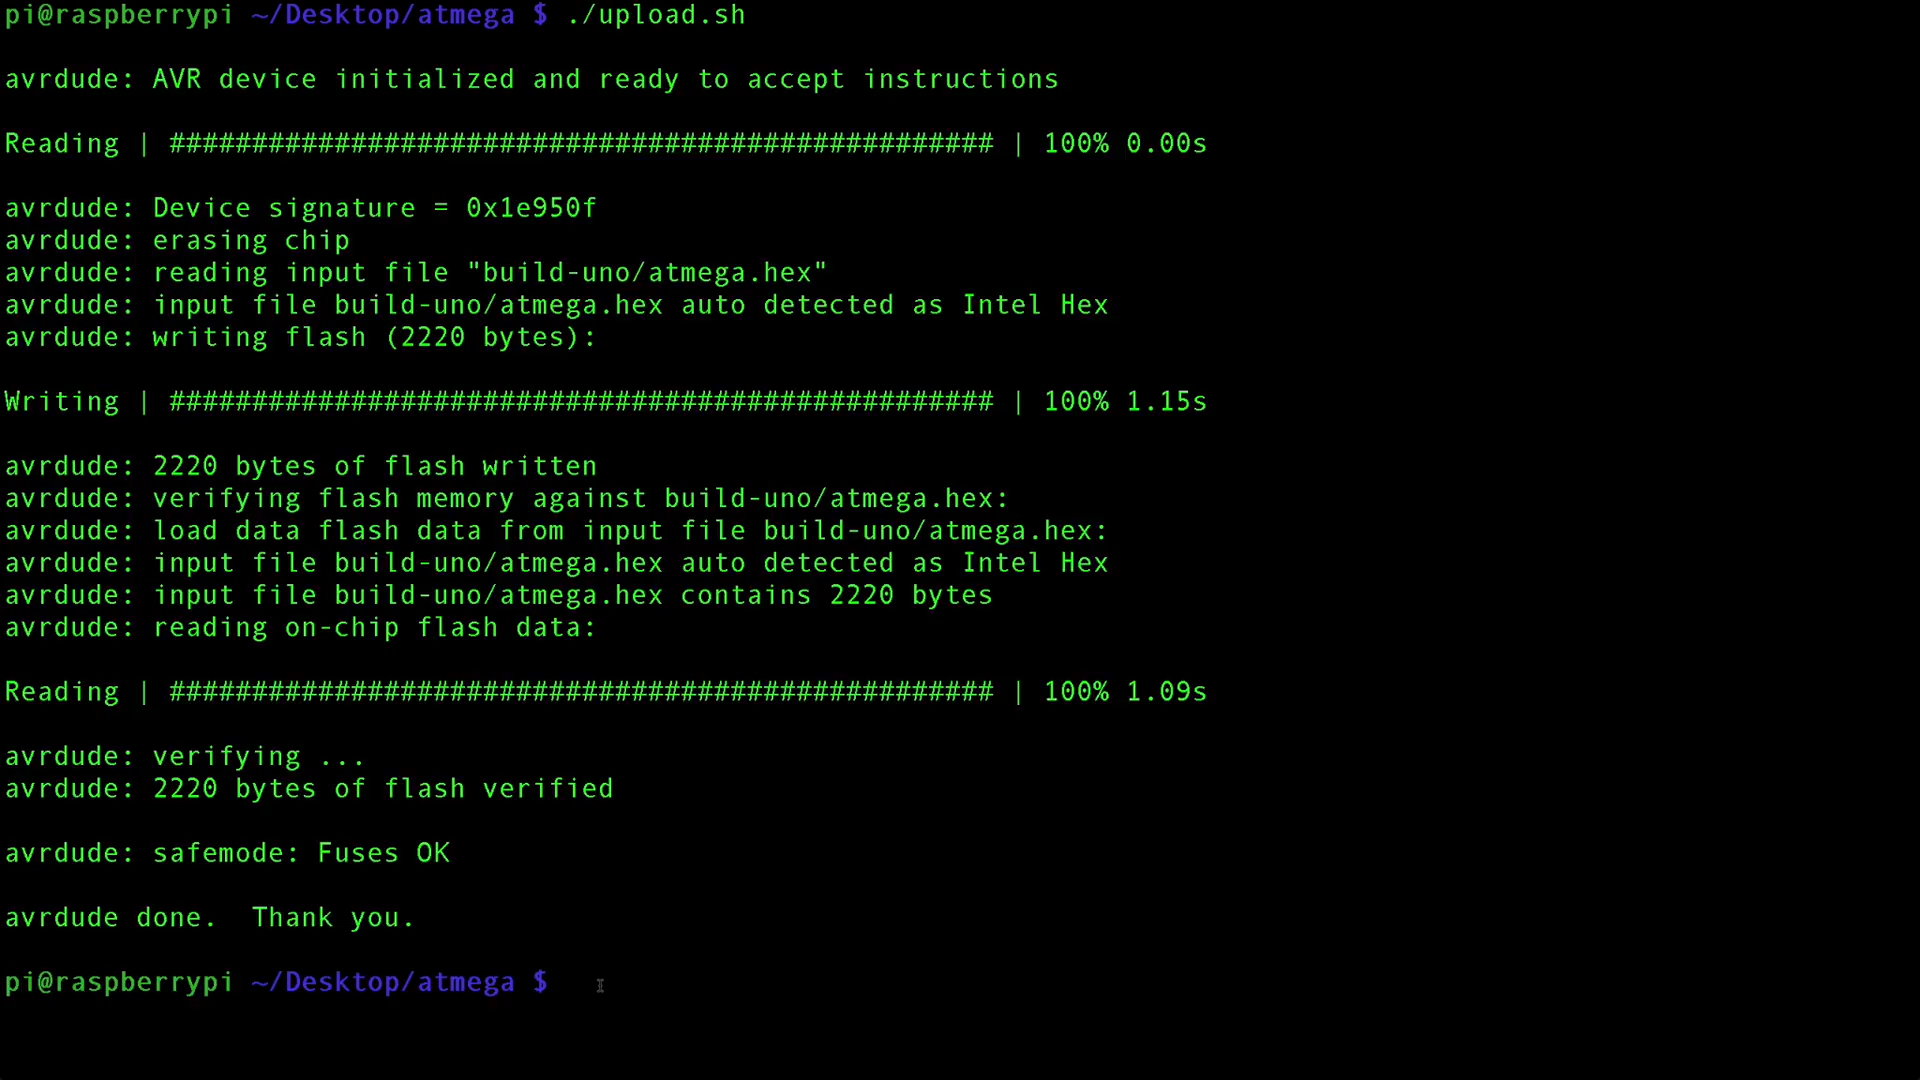 pi@raspberrypi ~/Desktop/atmega $ ./upload.sh
avrdude: AVR device initialized and ready to accept instructions
Reading | ################################################## | 100% 0.00s
avrdude: Device signature = 0x1e950f
avrdude: erasing chip
avrdude: reading input file "build-uno/atmega.hex"
avrdude: input file build-uno/atmega.hex auto detected as Intel Hex
avrdude: writing flash (2220 bytes):
Writing | ################################################## | 100% 1.15s
avrdude: 2220 bytes of flash written
avrdude: verifying flash memory against build-uno/atmega.hex:
avrdude: load data flash data from input file build-uno/atmega.hex:
avrdude: input file build-uno/atmega.hex auto detected as Intel Hex
avrdude: input file build-uno/atmega.hex contains 2220 bytes
avrdude: reading on-chip flash data:
Reading | ################################################## | 100% 1.09s
avrdude: verifying ...
avrdude: 2220 bytes of flash verified
avrdude: safemode: Fuses OK
avrdude done.  Thank you.
pi@raspberrypi ~/Desktop/atmega $